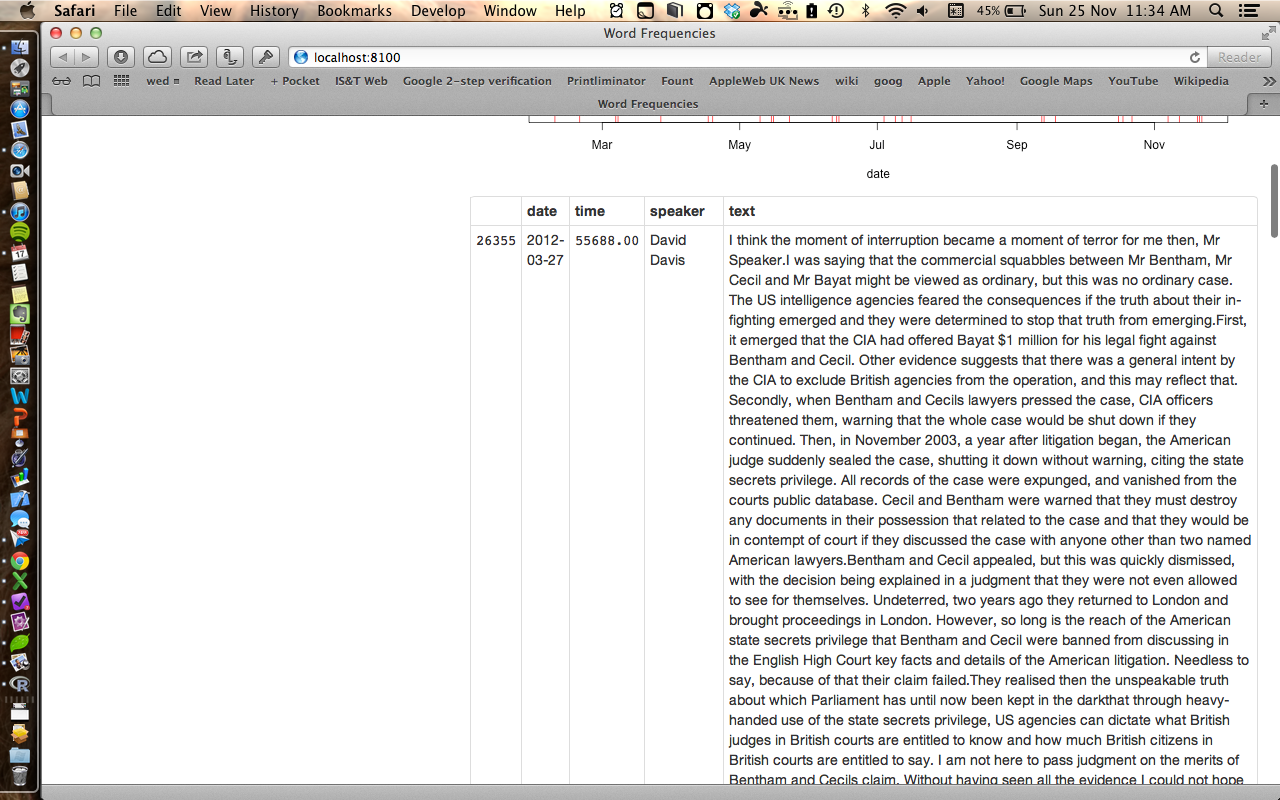 Safari File Edit View History Bookmarks Develop Window Help 45% Sun 25 Nov 11:34 AM
Word Frequencies
localhost:8100 Reader
wed Read Later + Pocket IS&T Web Google 2-step verification Printliminator Fount AppleWeb UK News wiki goog Apple Yahoo! Google Maps YouTube Wikipedia
Word Frequencies
Mar May Jul Sep Nov
date
date time speaker text
26355 2012- 55688.00 David I think the moment of interruption became a moment of terror for me then, Mr
03-27 Davis Speaker.I was saying that the commercial squabbles between Mr Bentham, Mr
Cecil and Mr Bayat might be viewed as ordinary, but this was no ordinary case.
The US intelligence agencies feared the consequences if the truth about their in-
fighting emerged and they were determined to stop that truth from emerging.First,
it emerged that the CIA had offered Bayat $1 million for his legal fight against
Bentham and Cecil. Other evidence suggests that there was a general intent by
the CIA to exclude British agencies from the operation, and this may reflect that.
Secondly, when Bentham and Cecils lawyers pressed the case, CIA officers
threatened them, warning that the whole case would be shut down if they
continued. Then, in November 2003, a year after litigation began, the American
judge suddenly sealed the case, shutting it down without warning, citing the state
secrets privilege. All records of the case were expunged, and vanished from the
courts public database. Cecil and Bentham were warned that they must destroy
any documents in their possession that related to the case and that they would be
in contempt of court if they discussed the case with anyone other than two named
American lawyers.Bentham and Cecil appealed, but this was quickly dismissed,
with the decision being explained in a judgment that they were not even allowed
to see for themselves. Undeterred, two years ago they returned to London and
brought proceedings in London. However, so long is the reach of the American
state secrets privilege that Bentham and Cecil were banned from discussing in
the English High Court key facts and details of the American litigation. Needless to
say, because of that their claim failed.They realised then the unspeakable truth
about which Parliament has until now been kept in the darkthat through heavy-
handed use of the state secrets privilege, US agencies can dictate what British
judges in British courts are entitled to know and how much British citizens in
British courts are entitled to say. I am not here to pass judgment on the merits of
Bentham and Cecils claim. Without having seen all the evidence I could not hope
17